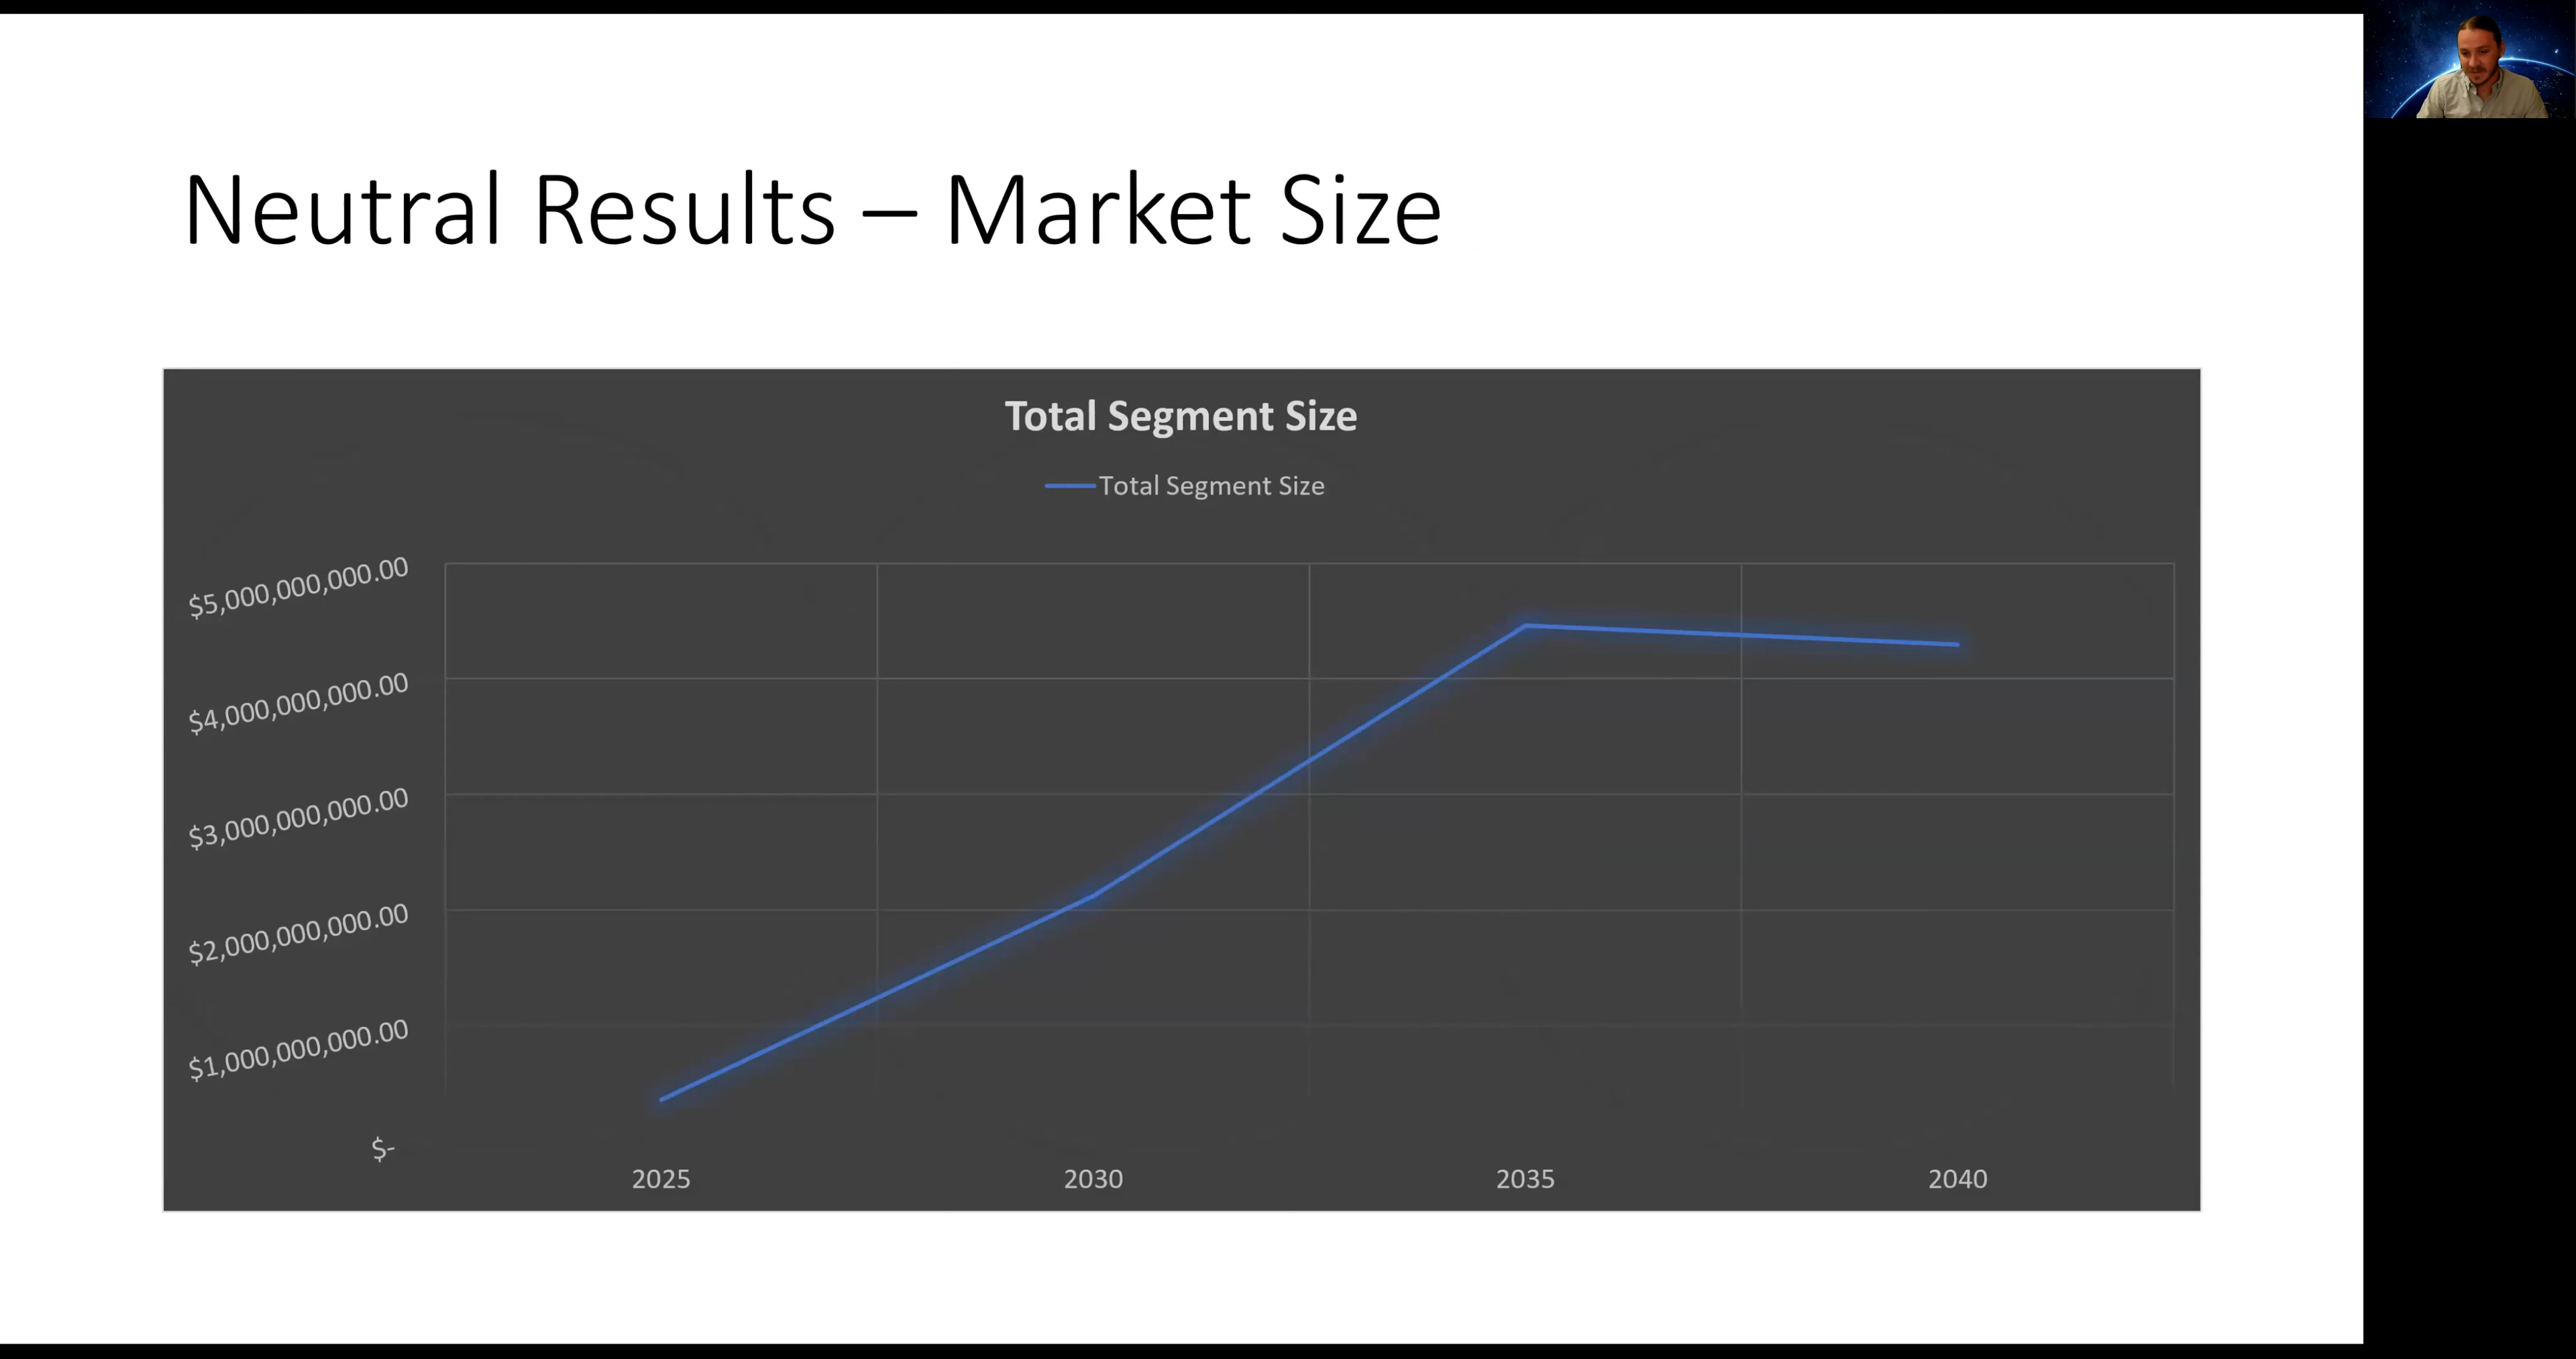 Neutral Results – Market Size
Total Segment Size
Total Segment Size
$5,000,000,000.00
$4,000,000,000.00
$3,000,000,000.00
$2,000,000,000.00
$1,000,000,000.00
$-
2025 2030 2035 2040